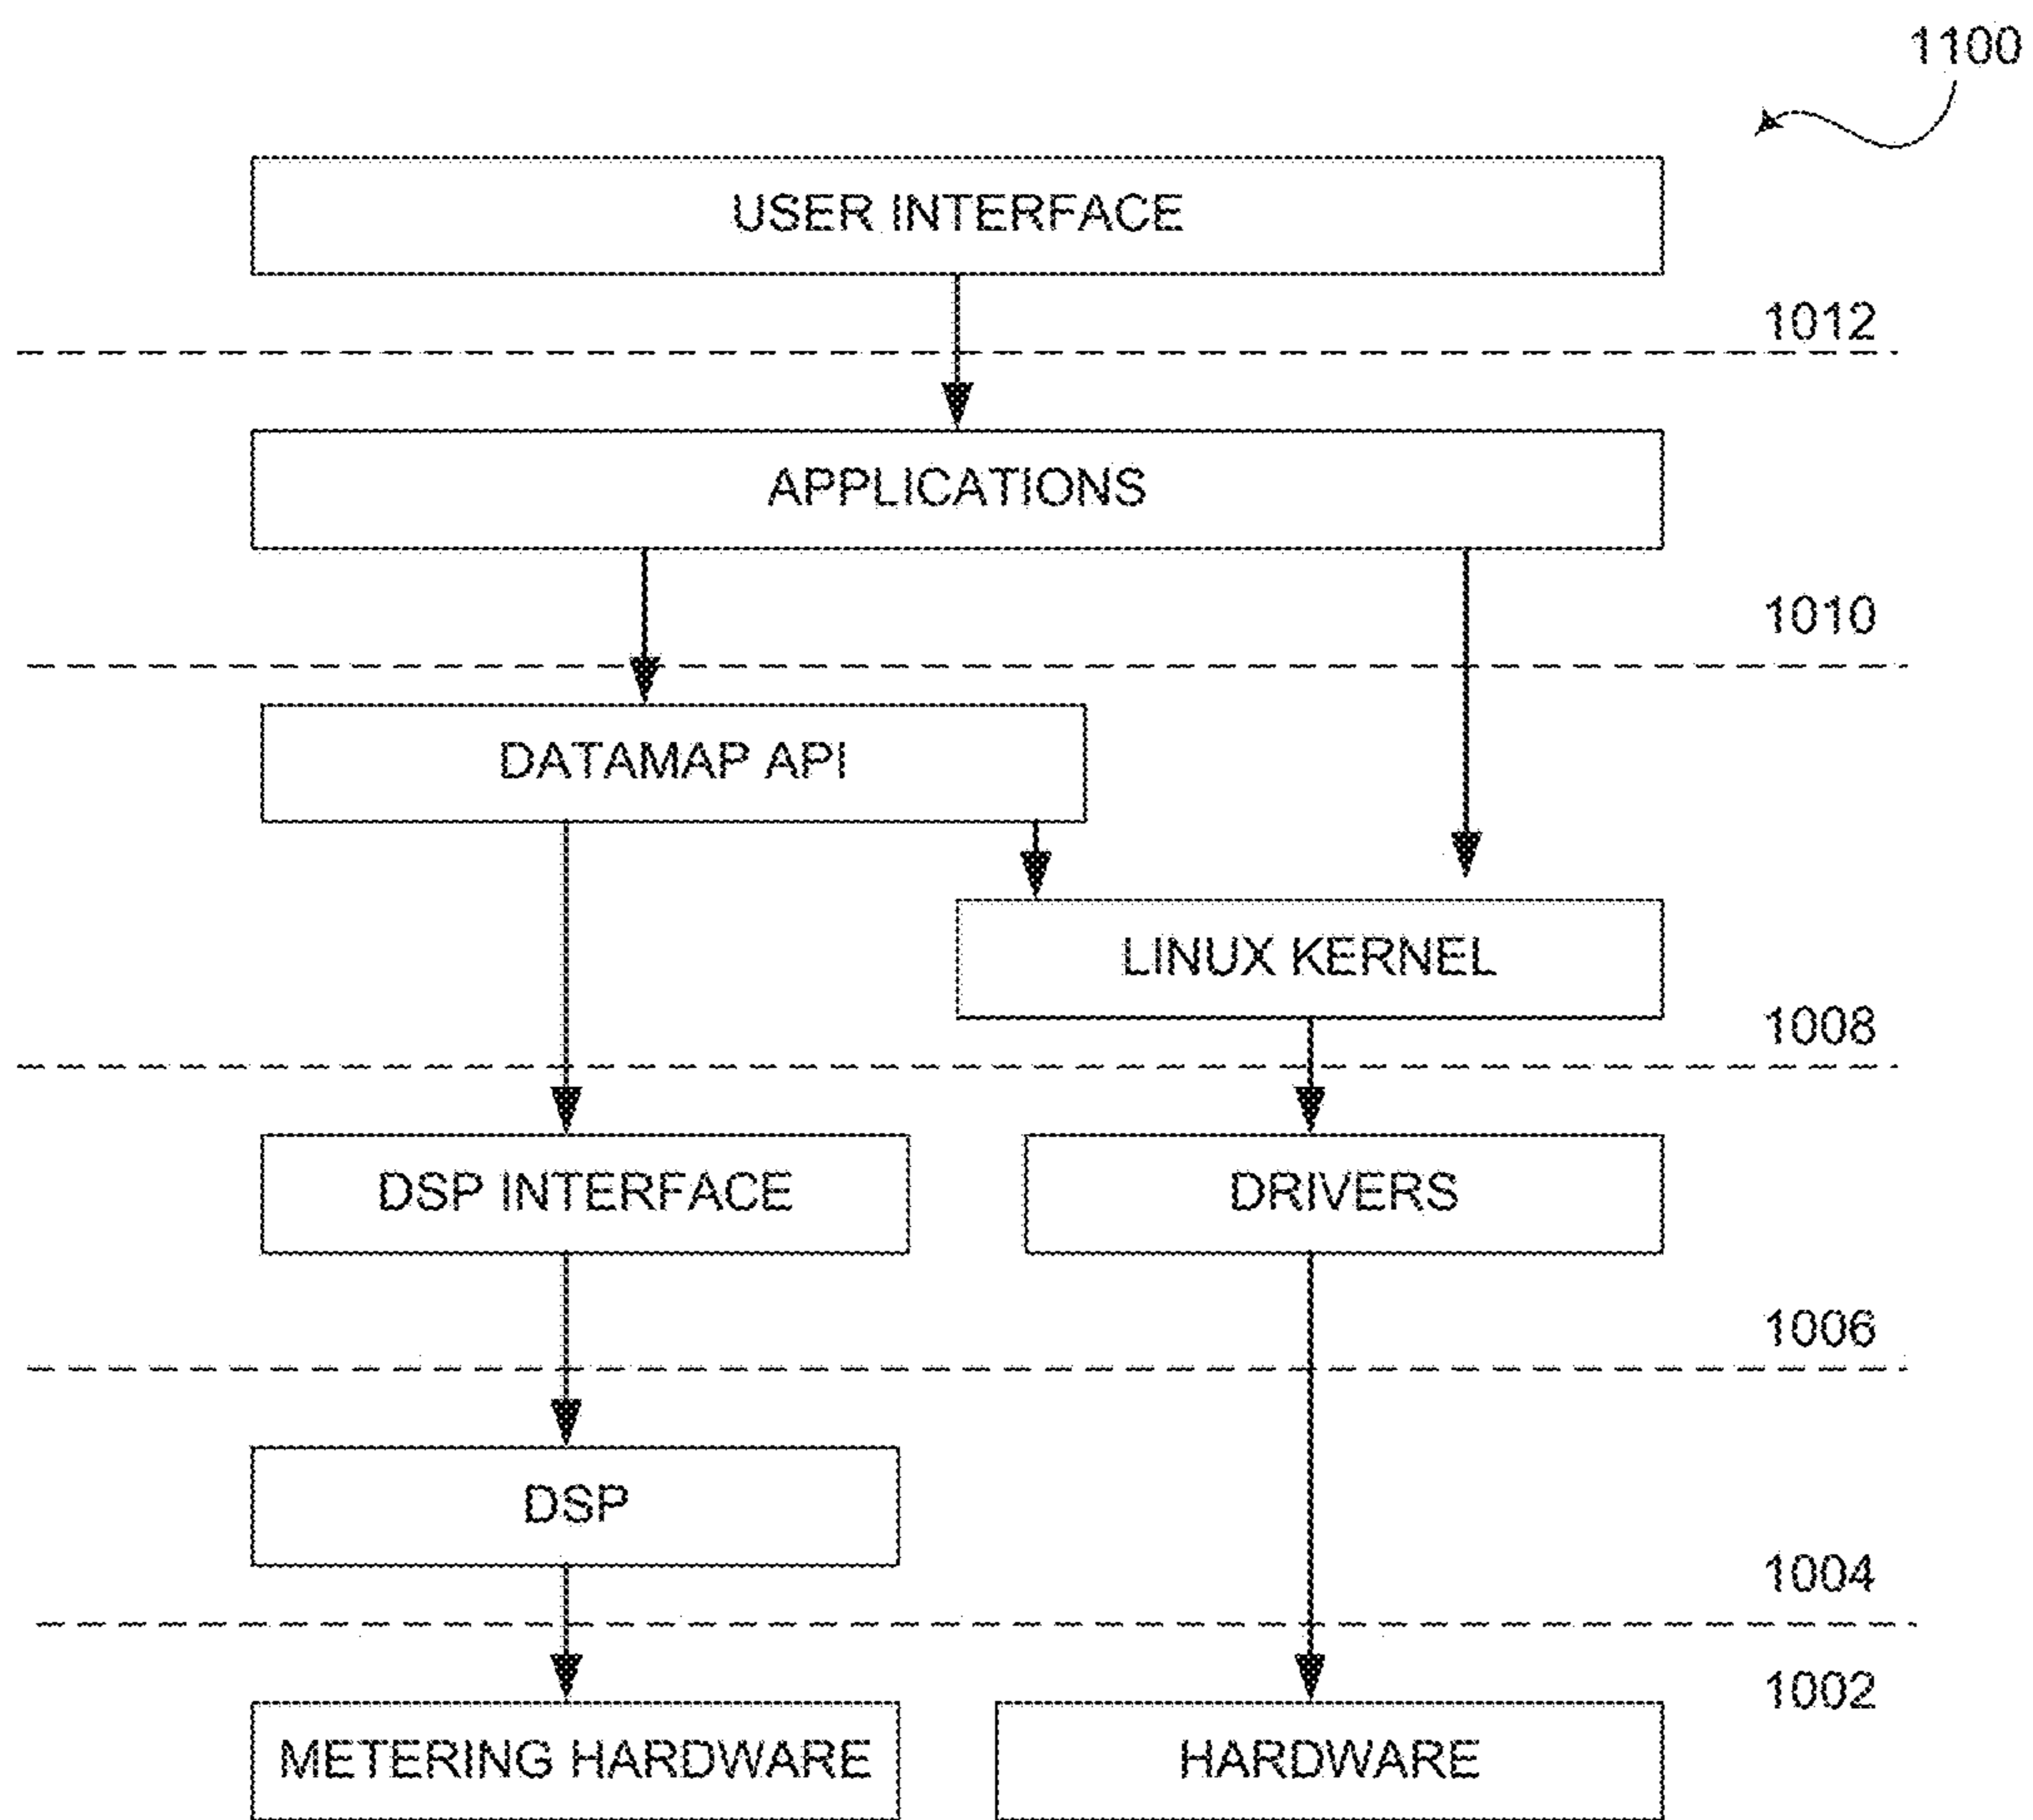 1100
USER INTERFACE
1012
APPLICATIONS
1010
DATAMAP API
LINUX KERNEL
1008
DSP INTERFACE
DRIVERS
1006
DSP
1004
1002
METERING HARDWARE
HARDWARE